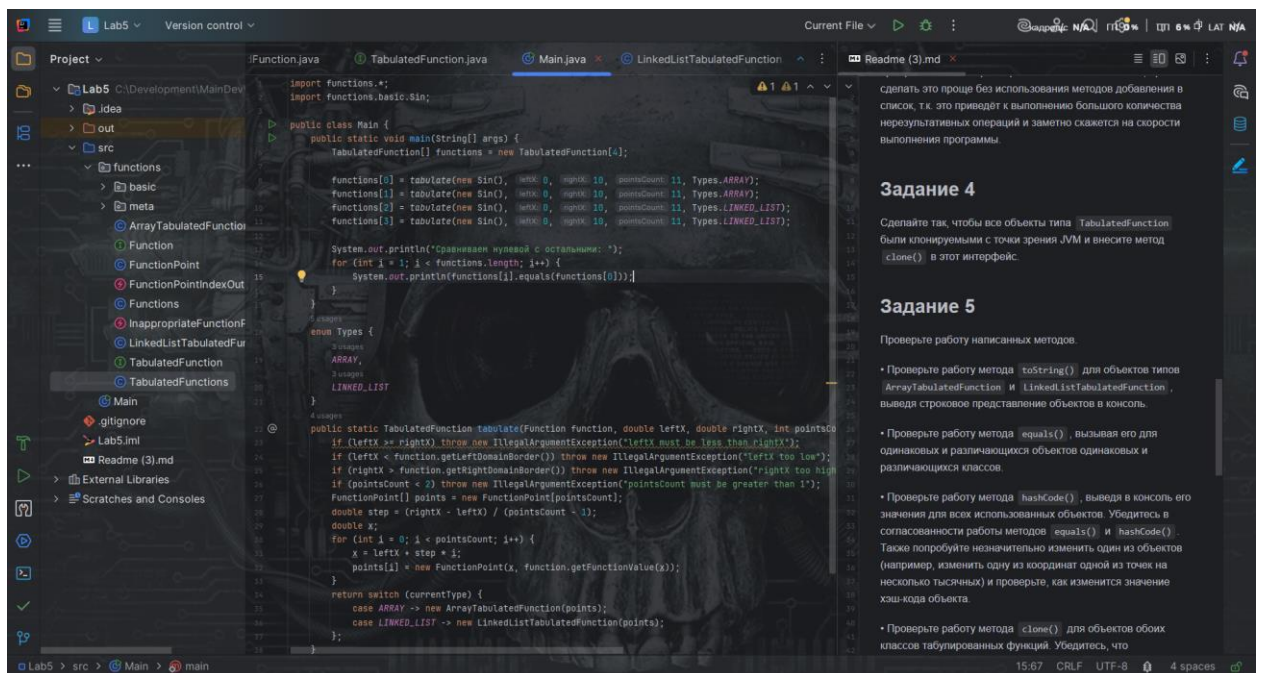 Lab5
Version control
Current File
LAT
Project
Function.java
TabulatedFunction.java
Main.java
LinkedListTabulatedFunction
Readme (3).md
Lab5 C:\Development\MainDev
.idea
out
src
functions
basic
meta
ArrayTabulatedFunction
Function
FunctionPoint
FunctionPointIndexOut
Functions
InappropriateFunctionP
LinkedListTabulatedFun
TabulatedFunction
TabulatedFunctions
Main
.gitignore
Lab5.iml
Readme (3).md
External Libraries
Scratches and Consoles
import functions.*;
import functions.basic.Sin;
1 1
public class Main {
public static void main(String[] args) {
TabulatedFunction[] functions = new TabulatedFunction[4];
functions[0] = tabulate(new Sin(), leftX: 0, rightX: 10, pointsCount: 11, Types.ARRAY);
functions[1] = tabulate(new Sin(), leftX: 0, rightX: 10, pointsCount: 11, Types.ARRAY);
functions[2] = tabulate(new Sin(), leftX: 0, rightX: 10, pointsCount: 11, Types.LINKED_LIST);
functions[3] = tabulate(new Sin(), leftX: 0, rightX: 10, pointsCount: 11, Types.LINKED_LIST);
System.out.println("Сравниваем нулевой с остальными: ");
for (int i = 1; i < functions.length; i++) {
15 System.out.println(functions[i].equals(functions[0]));
}
}
5 usages
enum Types {
3 usages
ARRAY,
3 usages
LINKED_LIST
}
4 usages
public static TabulatedFunction tabulate(Function function, double leftX, double rightX, int pointsCo
if (leftX >= rightX) throw new IllegalArgumentException("leftX must be less than rightX");
if (leftX < function.getLeftDomainBorder()) throw new IllegalArgumentException("leftX too low");
if (rightX > function.getRightDomainBorder()) throw new IllegalArgumentException("rightX too high
if (pointsCount < 2) throw new IllegalArgumentException("pointsCount must be greater than 1");
FunctionPoint[] points = new FunctionPoint[pointsCount];
double step = (rightX - leftX) / (pointsCount - 1);
double x;
for (int i = 0; i < pointsCount; i++) {
x = leftX + step * i;
points[i] = new FunctionPoint(x, function.getFunctionValue(x));
}
return switch (currentType) {
case ARRAY -> new ArrayTabulatedFunction(points);
case LINKED_LIST -> new LinkedListTabulatedFunction(points);
};
}
сделать это проще без использования методов добавления в
список, т.к. это приведёт к выполнению большого количества
нерезультативных операций и заметно скажется на скорости
выполнения программы.
Задание 4
Сделайте так, чтобы все объекты типа TabulatedFunction
были клонируемыми с точки зрения JVM и внесите метод
clone() в этот интерфейс.
Задание 5
Проверьте работу написанных методов.
• Проверьте работу метода toString() для объектов типов
ArrayTabulatedFunction и LinkedListTabulatedFunction ,
выведя строковое представление объектов в консоль.
• Проверьте работу метода equals() , вызывая его для
одинаковых и различающихся объектов одинаковых и
различающихся классов.
• Проверьте работу метода hashCode() , выведя в консоль его
значения для всех использованных объектов. Убедитесь в
согласованности работы методов equals() и hashCode() .
Также попробуйте незначительно изменить один из объектов
(например, изменить одну из координат одной из точек на
несколько тысячных) и проверьте, как изменится значение
хэш-кода объекта.
• Проверьте работу метода clone() для объектов обоих
классов табулированных функций. Убедитесь, что
Lab5 > src > Main > main
15:67 CRLF UTF-8 4 spaces